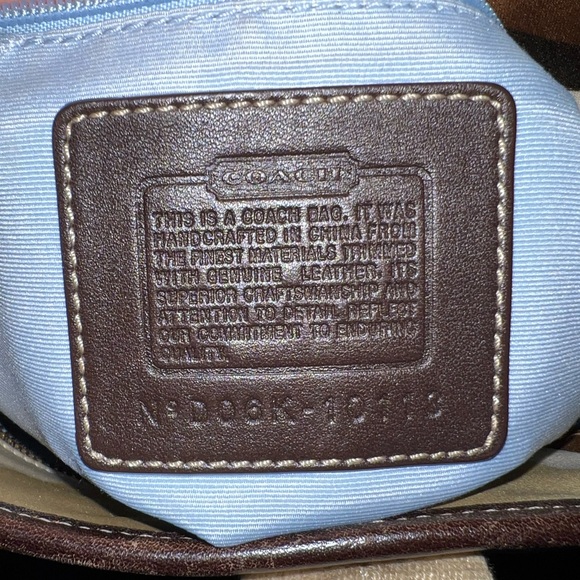 COACH
THIS IS A COACH BAG. IT WAS
HANDCRAFTED IN CHINA FROM
THE FINEST MATERIALS TRIMMED
WITH GENUINE LEATHER. ITS
SUPERIOR CRAFTSMANSHIP AND
ATTENTION TO DETAIL REFLECT
OUR COMMITMENT TO ENDURING
QUALITY.
Nº D06K-10113